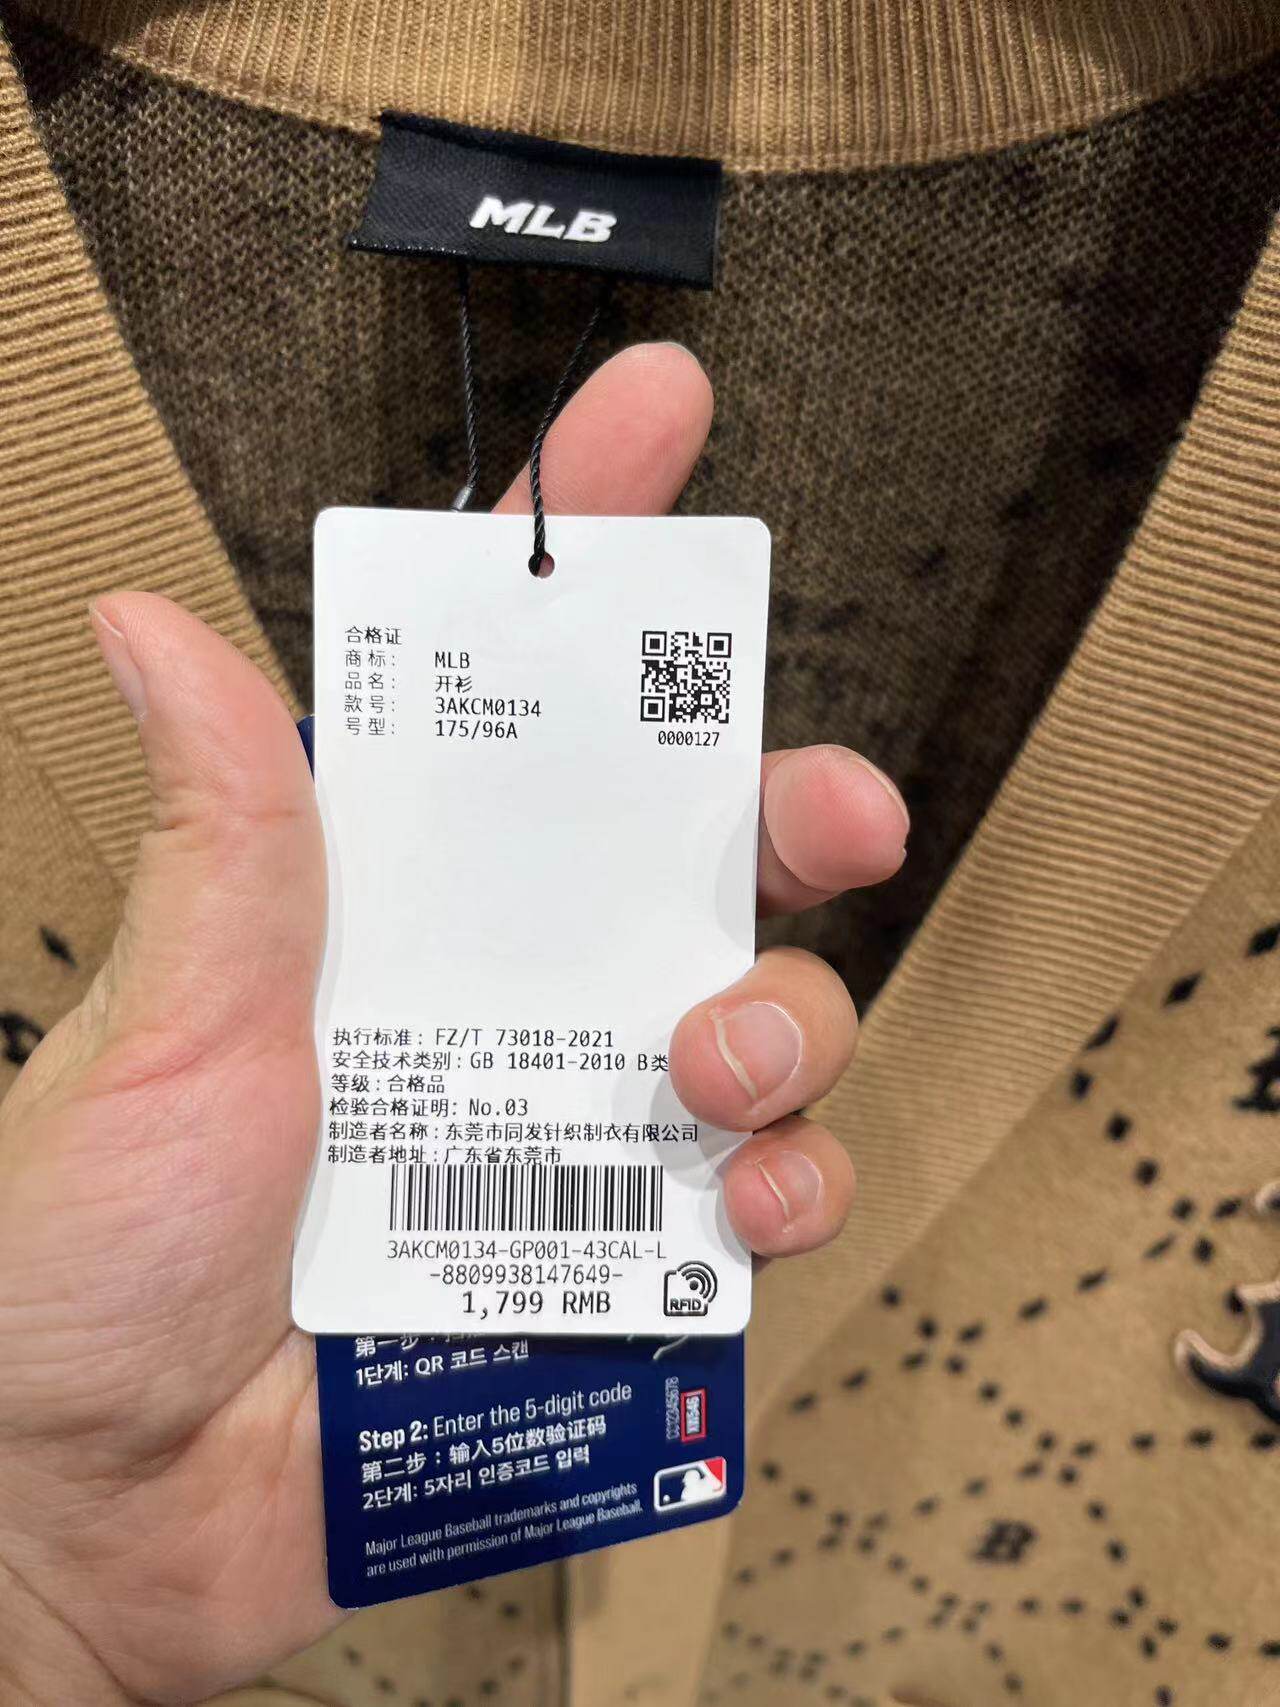 MLB
合格证
商标: MLB
品名: 开衫
款号: 3AKCM0134
号型: 175/96A
0000127
执行标准: FZ/T 73018-2021
安全技术类别: GB 18401-2010 B类
等级: 合格品
检验合格证明: No.03
制造者名称: 东莞市同发针织制衣有限公司
制造者地址: 广东省东莞市
3AKCM0134-GP001-43CAL-L
-8809938147649-
1,799 RMB
RFID
第一步:
1단계: QR 코드 스캔
Step 2: Enter the 5-digit code
第二步：输入5位数验证码
2단계: 5자리 인증코드 입력
CC12345678
Major League Baseball trademarks and copyrights
are used with permission of Major League Baseball.
B
B